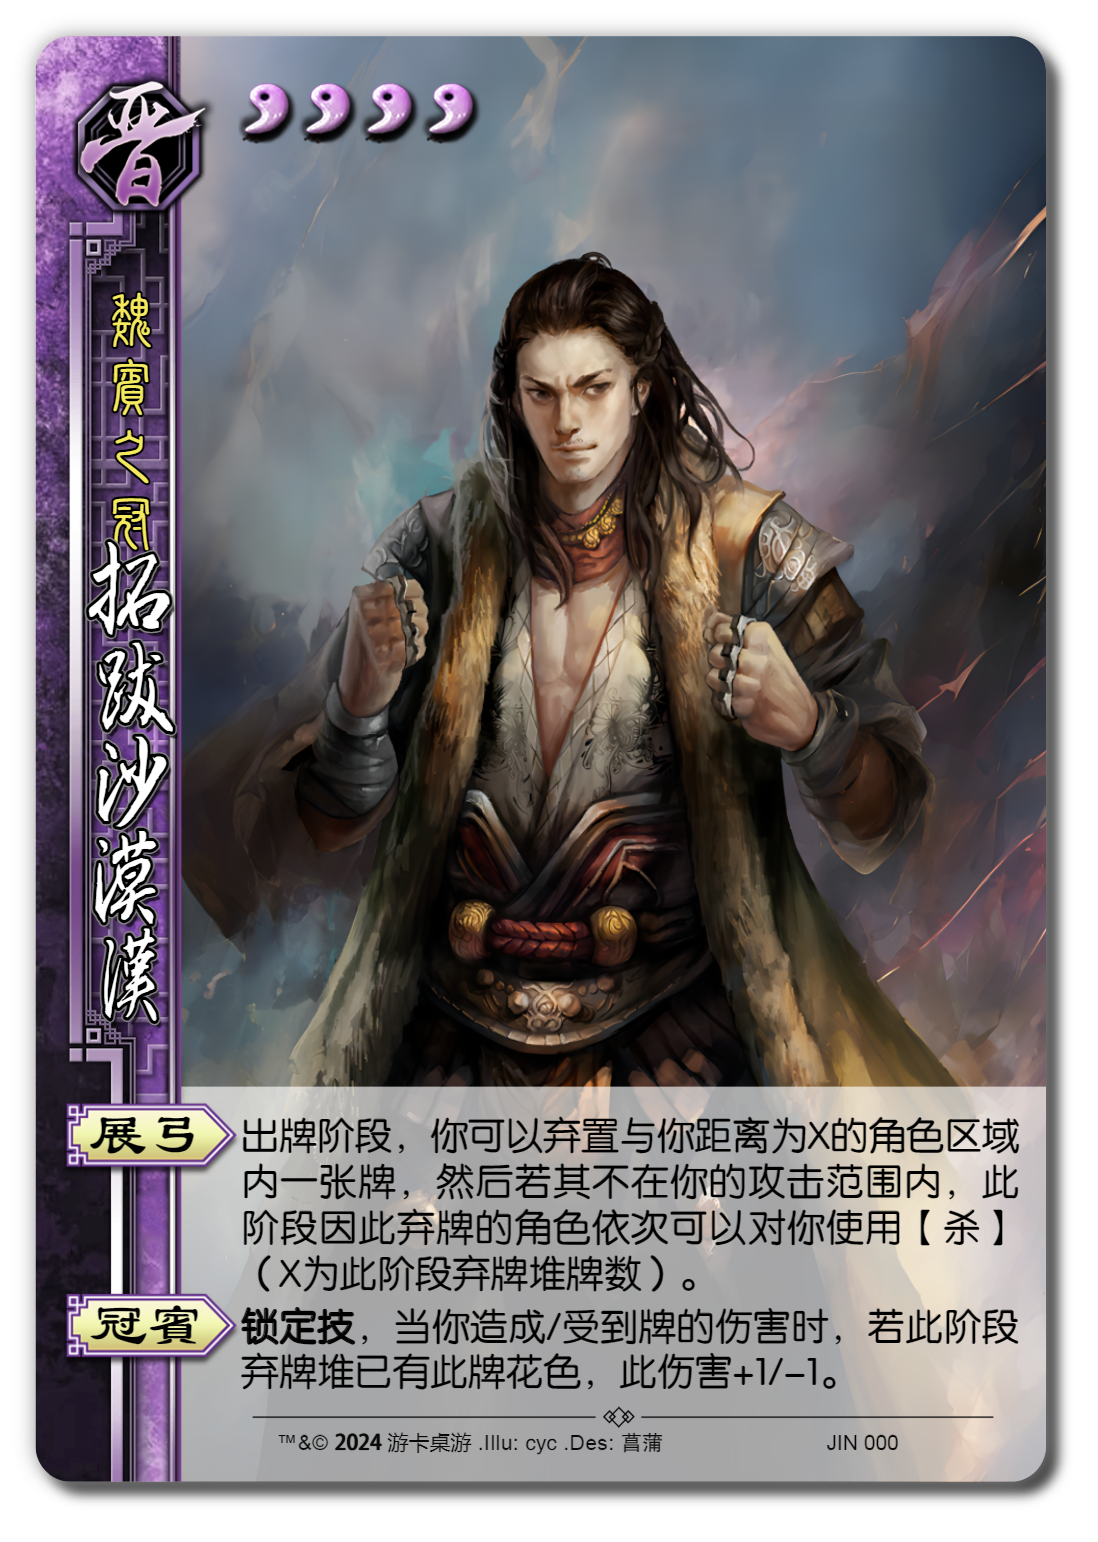 晋
魏賓之冠
拓跋沙漠漢
展弓
出牌阶段，你可以弃置与你距离为X的角色区域
内一张牌，然后若其不在你的攻击范围内，此
阶段因此弃牌的角色依次可以对你使用【杀】
（X为此阶段弃牌堆牌数）。
冠賓
锁定技，当你造成/受到牌的伤害时，若此阶段
弃牌堆已有此牌花色，此伤害+1/-1。
™&© 2024 游卡桌游 .Illu: cyc .Des: 菖蒲
JIN 000